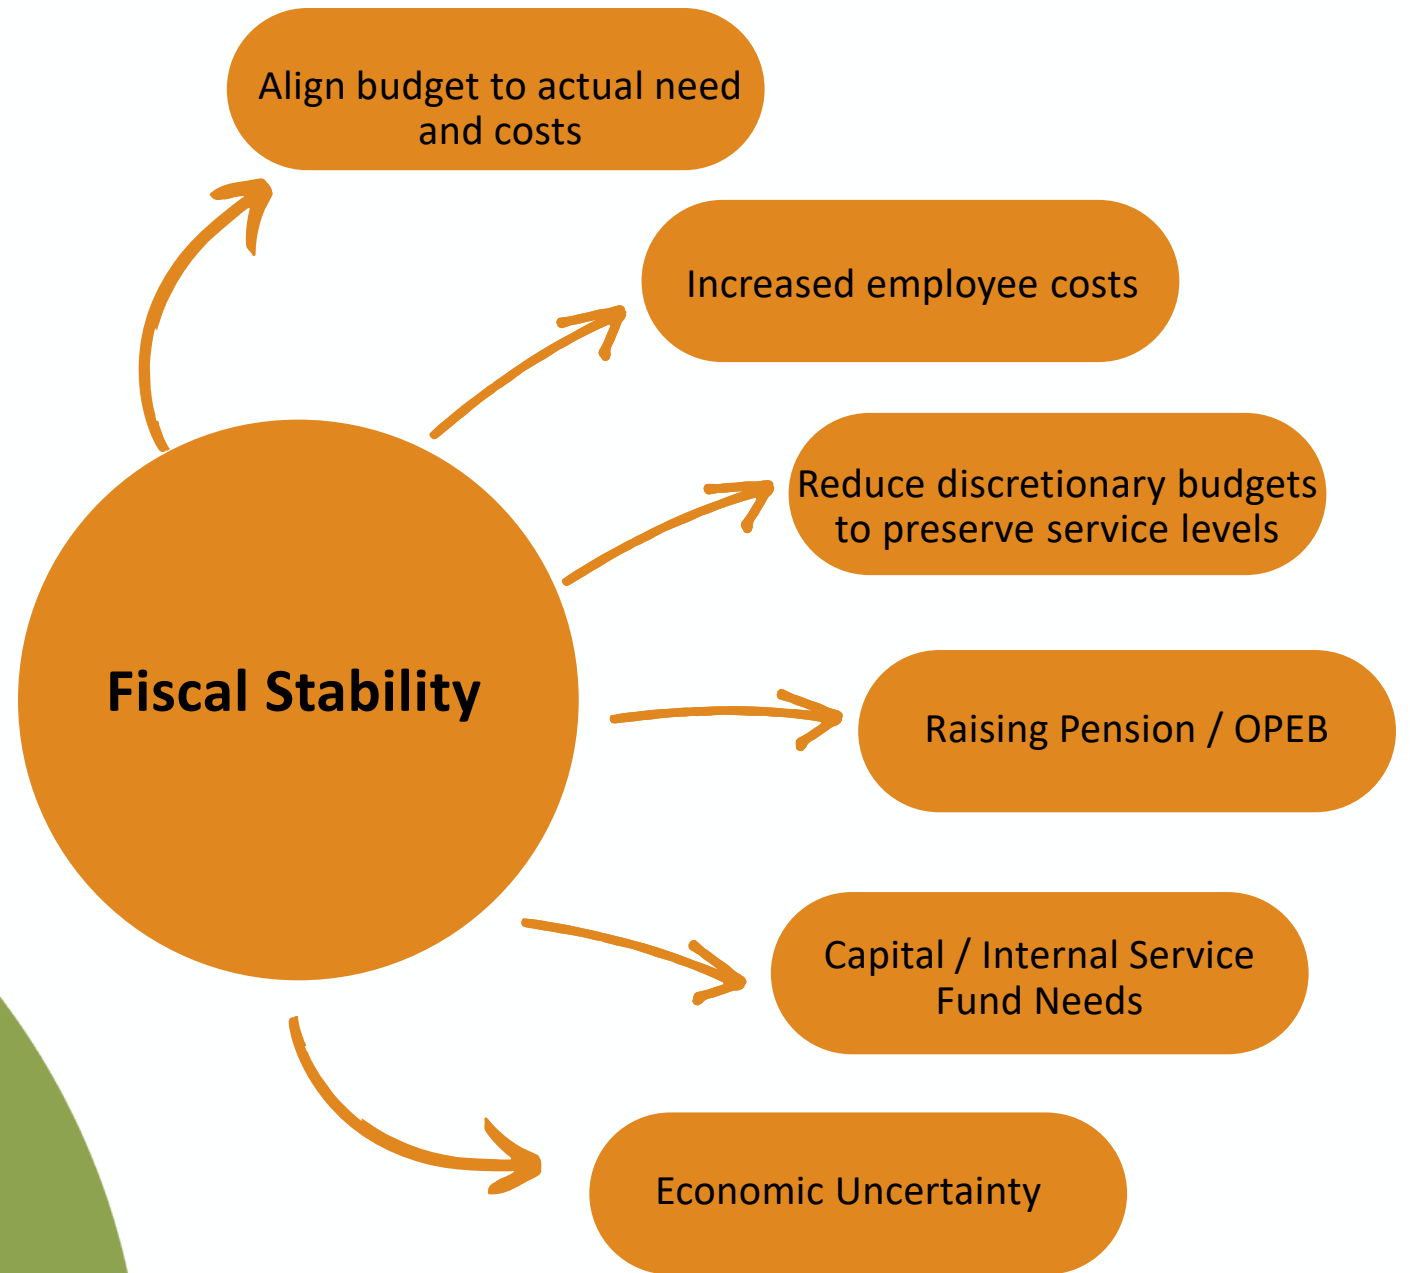 Align budget to actual need
and costs
Increased employee costs
Reduce discretionary budgets
to preserve service levels
Fiscal Stability
Raising Pension / OPEB
Capital / Internal Service
Fund Needs
Economic Uncertainty